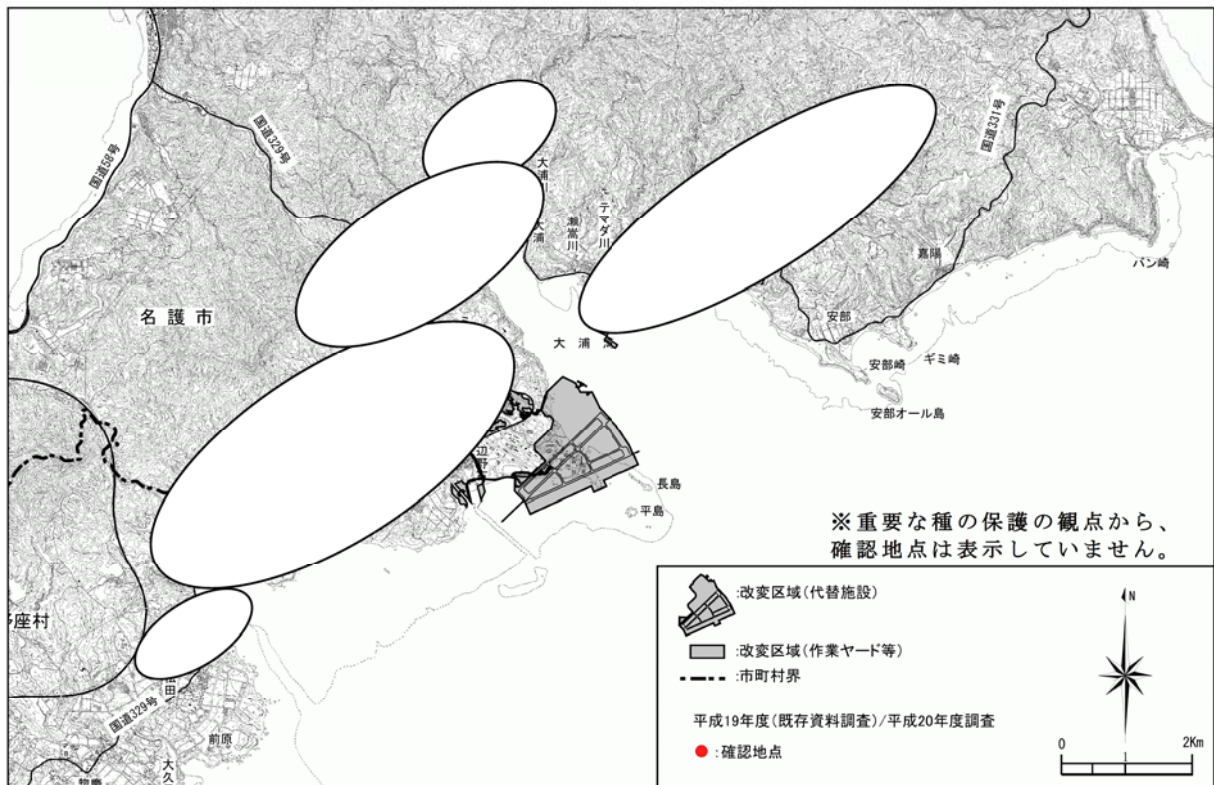 国道58号
国道329号
国道331号
大浦川
大浦
瀬嵩川
テマダ川
嘉陽
バン崎
名護市
安部
大浦湾
安部崎
ギミ崎
安部オール島
長島
平島
※重要な種の保護の観点から、
確認地点は表示していません。
:改変区域(代替施設)
:改変区域(作業ヤード等)
:市町村界
平成19年度(既存資料調査)/平成20年度調査
:確認地点
N
0 1 2Km
松田
国道329号
前原